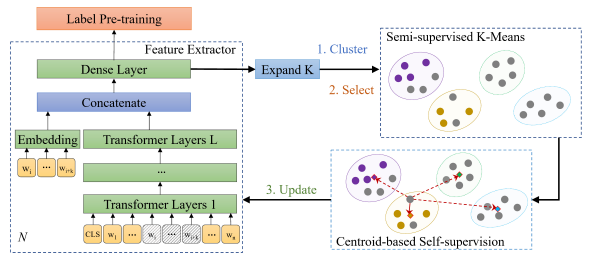 Label Pre-training
Feature Extractor
Dense Layer
Concatenate
Embedding
w_i ... w_{i+k}
Transformer Layers L
...
Transformer Layers 1
CLS w_1 ... w_i ... w_{i+k} ... w_n
N
Expand K
1. Cluster
2. Select
3. Update
Semi-supervised K-Means
Centroid-based Self-supervision